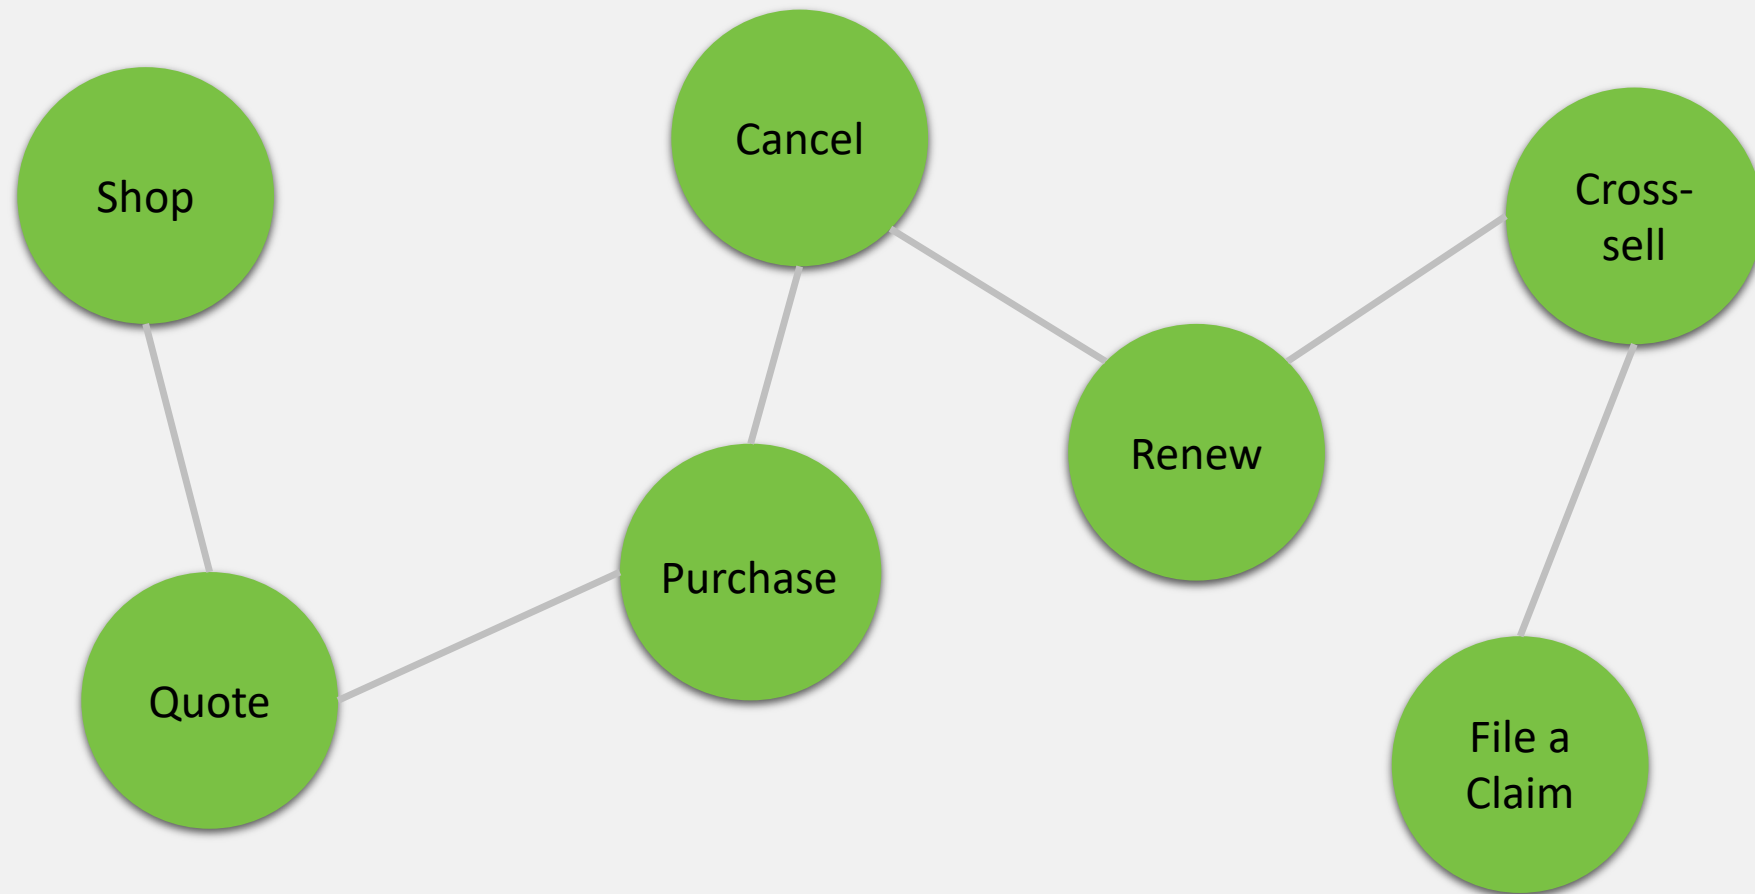 Shop
Quote
Purchase
Cancel
Renew
Cross-
sell
File a
Claim